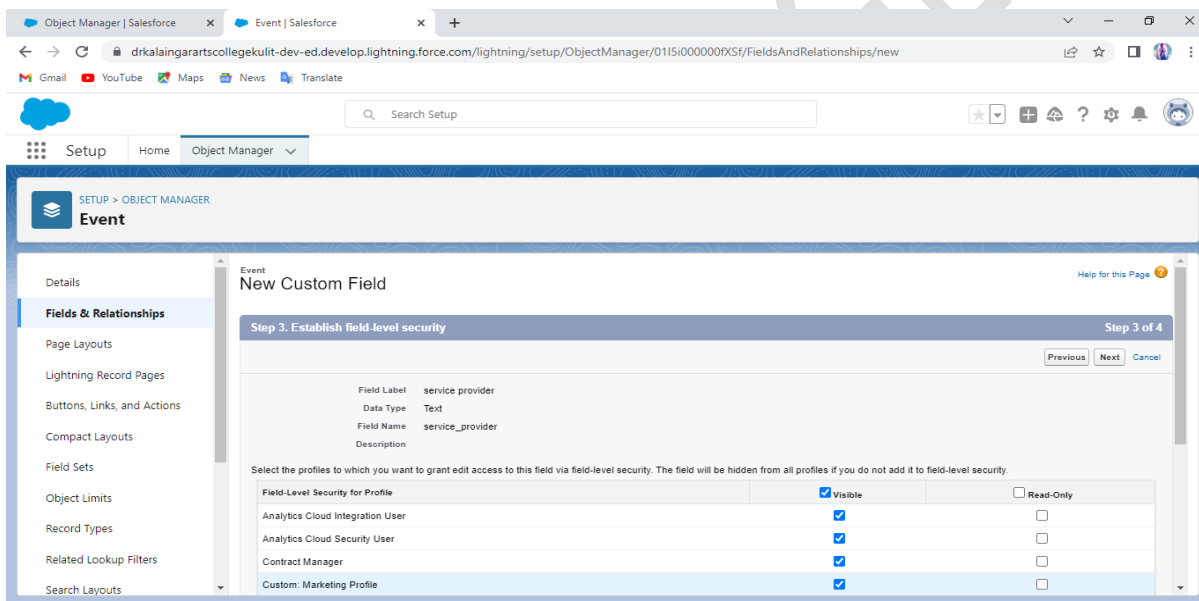 Object Manager | Salesforce
Event | Salesforce
drkalaingarartscollegekulit-dev-ed.develop.lightning.force.com/lightning/setup/ObjectManager/01I5i000000fXSf/FieldsAndRelationships/new
Gmail YouTube Maps News Translate
Search Setup
Setup Home Object Manager
SETUP > OBJECT MANAGER
Event
Details
Fields & Relationships
Page Layouts
Lightning Record Pages
Buttons, Links, and Actions
Compact Layouts
Field Sets
Object Limits
Record Types
Related Lookup Filters
Search Layouts
Event
New Custom Field
Help for this Page
Step 3. Establish field-level security Step 3 of 4
Previous Next Cancel
Field Label service provider
Data Type Text
Field Name service_provider
Description
Select the profiles to which you want to grant edit access to this field via field-level security. The field will be hidden from all profiles if you do not add it to field-level security.
Field-Level Security for Profile Visible Read-Only
Analytics Cloud Integration User
Analytics Cloud Security User
Contract Manager
Custom: Marketing Profile